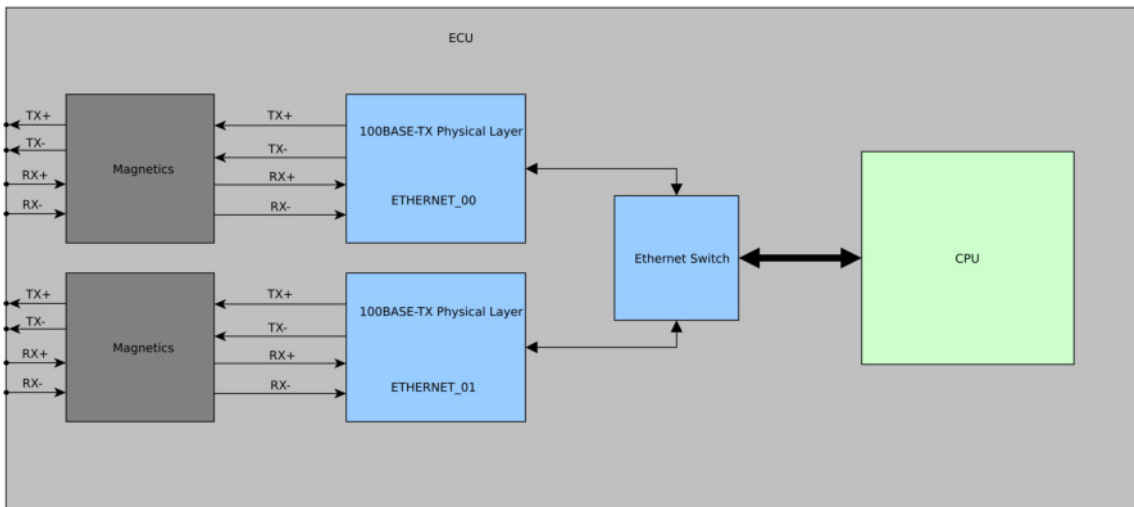 ECU
TX+
TX-
RX+
RX-
Magnetics
TX+
TX-
RX+
RX-
100BASE-TX Physical Layer
ETHERNET_00
Ethernet Switch
CPU
TX+
TX-
RX+
RX-
Magnetics
TX+
TX-
RX+
RX-
100BASE-TX Physical Layer
ETHERNET_01